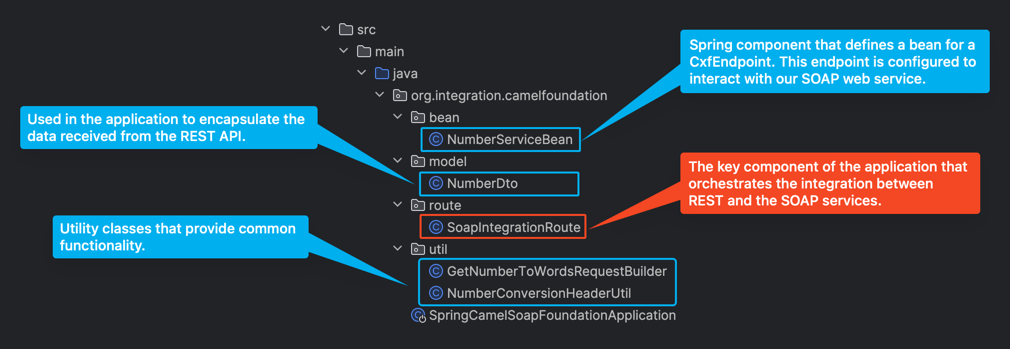 src
main
java
org.integration.camelfoundation
bean
NumberServiceBean
model
NumberDto
route
SoapIntegrationRoute
util
GetNumberToWordsRequestBuilder
NumberConversionHeaderUtil
SpringCamelSoapFoundationApplication
Spring component that defines a bean for a
CxfEndpoint. This endpoint is configured to
interact with our SOAP web service.
Used in the application to encapsulate the
data received from the REST API.
The key component of the application that
orchestrates the integration between
REST and the SOAP services.
Utility classes that provide common
functionality.